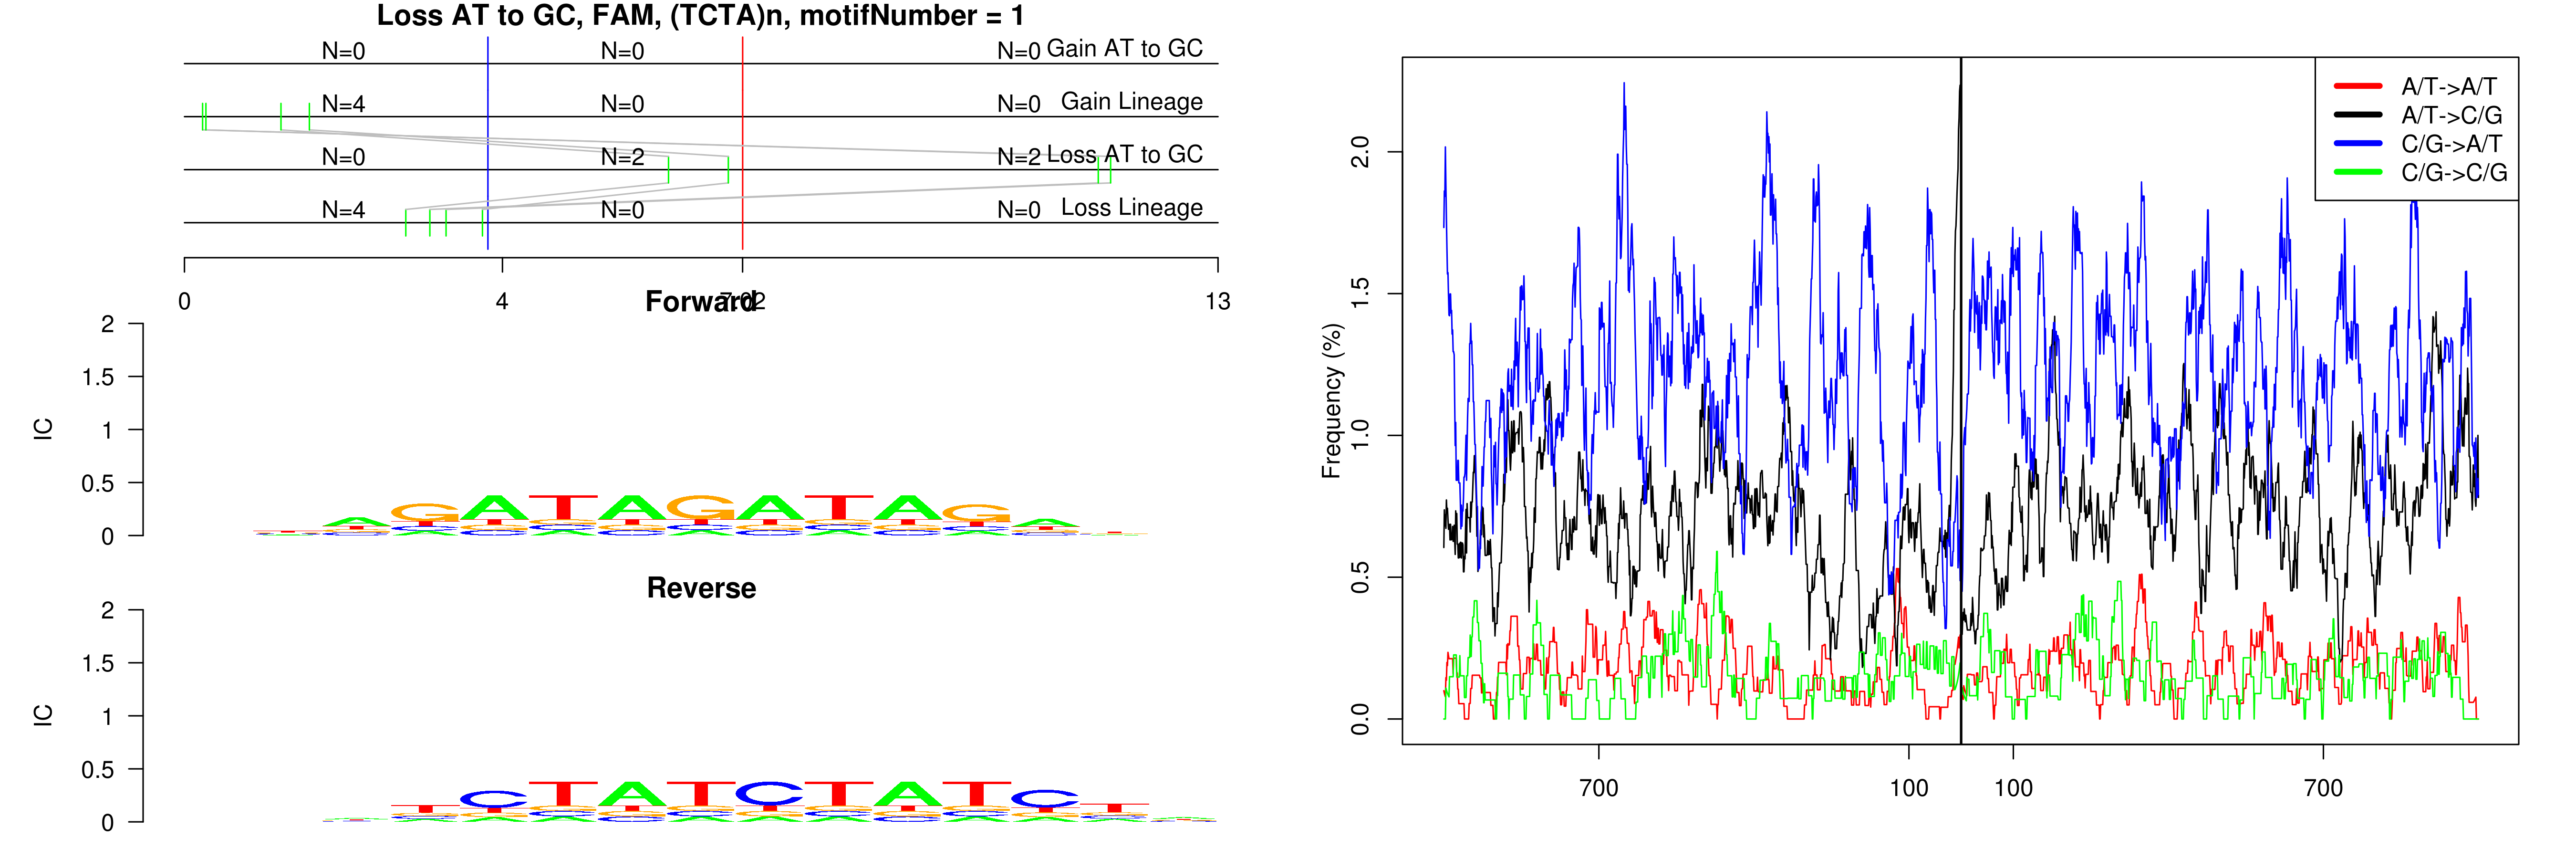 Loss AT to GC, FAM, (TCTA)n, motifNumber = 1
N=0 N=0 N=0 Gain AT to GC
N=4 N=0 N=0 Gain Lineage
N=0 N=2 N=2 Loss AT to GC
N=4 N=0 N=0 Loss Lineage
0 4 7.02 13
Forward
2
1.5
1
0.5
0
IC
GATAGATAG
A A
Reverse
2
1.5
1
0.5
0
IC
TCTATCTATCT
A/T->A/T
A/T->C/G
C/G->A/T
C/G->C/G
Frequency (%)
2.0
1.5
1.0
0.5
0.0
700 100 100 700